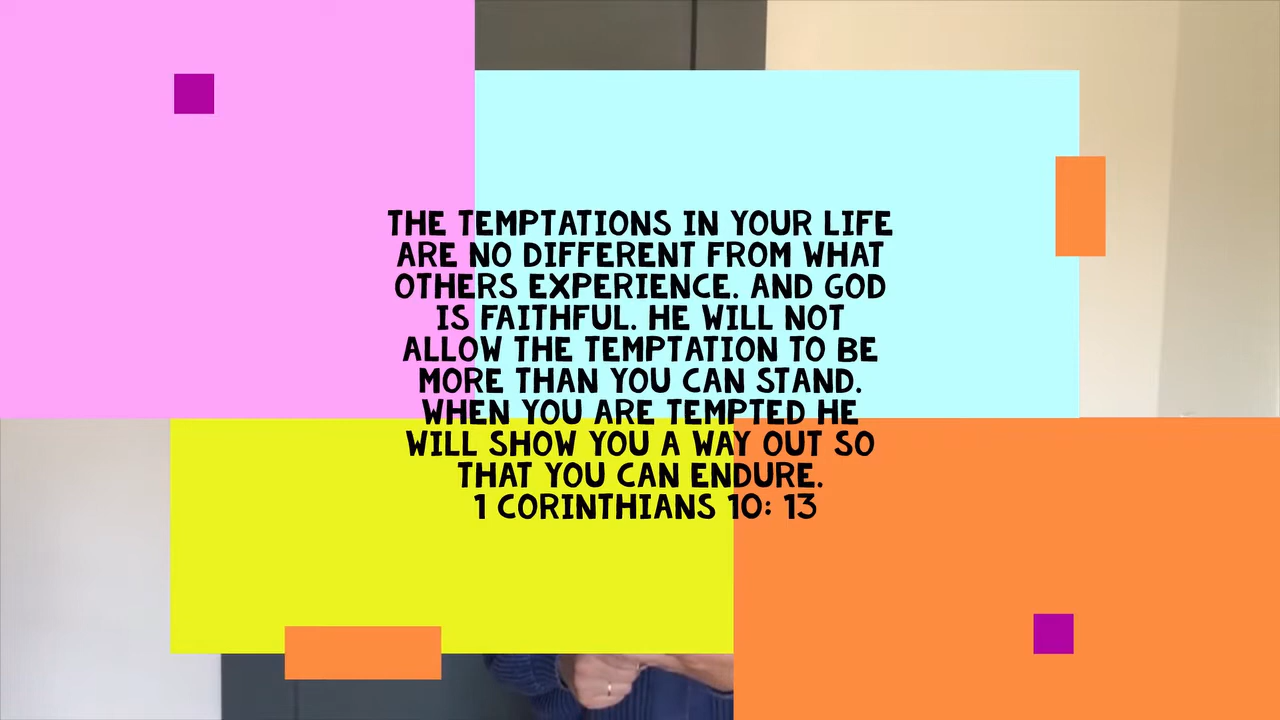 THE TEMPTATIONS IN YOUR LIFE
ARE NO DIFFERENT FROM WHAT
OTHERS EXPERIENCE. AND GOD
IS FAITHFUL. HE WILL NOT
ALLOW THE TEMPTATION TO BE
MORE THAN YOU CAN STAND.
WHEN YOU ARE TEMPTED HE
WILL SHOW YOU A WAY OUT SO
THAT YOU CAN ENDURE.
1 CORINTHIANS 10: 13